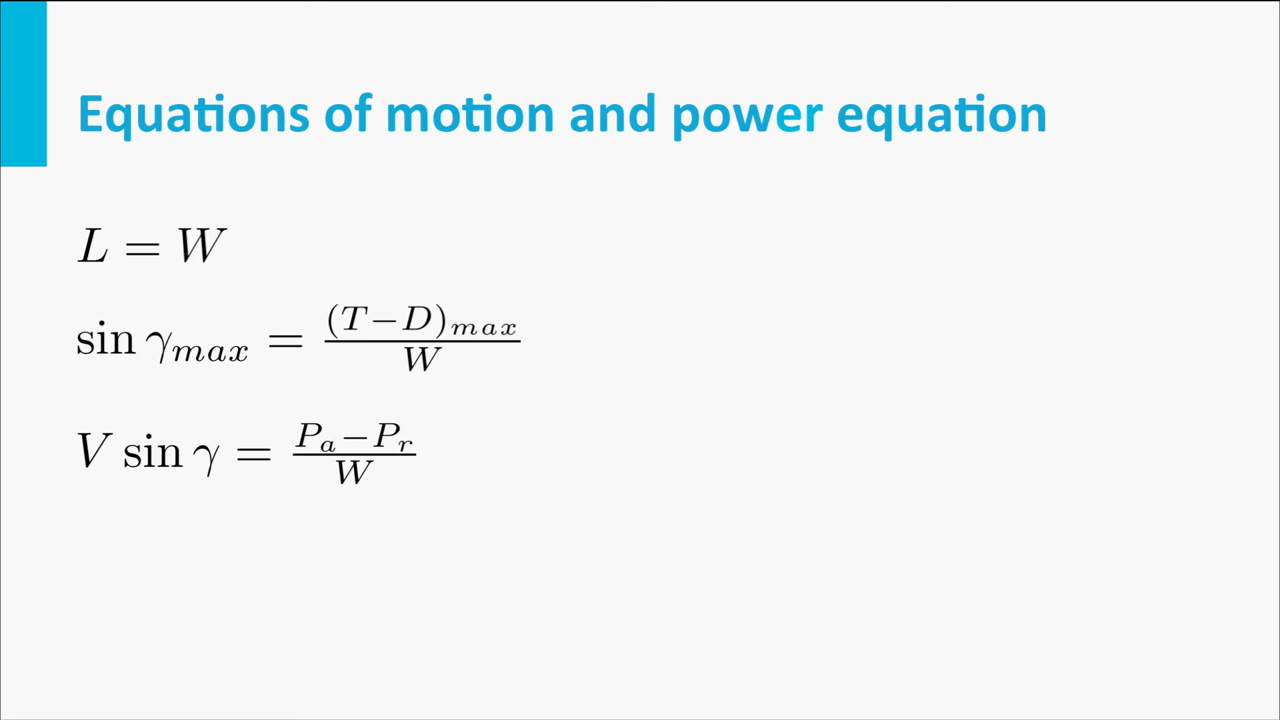 Equations of motion and power equation
L = W
sin γ_max = (T−D)_max / W
V sin γ = P_a−P_r / W